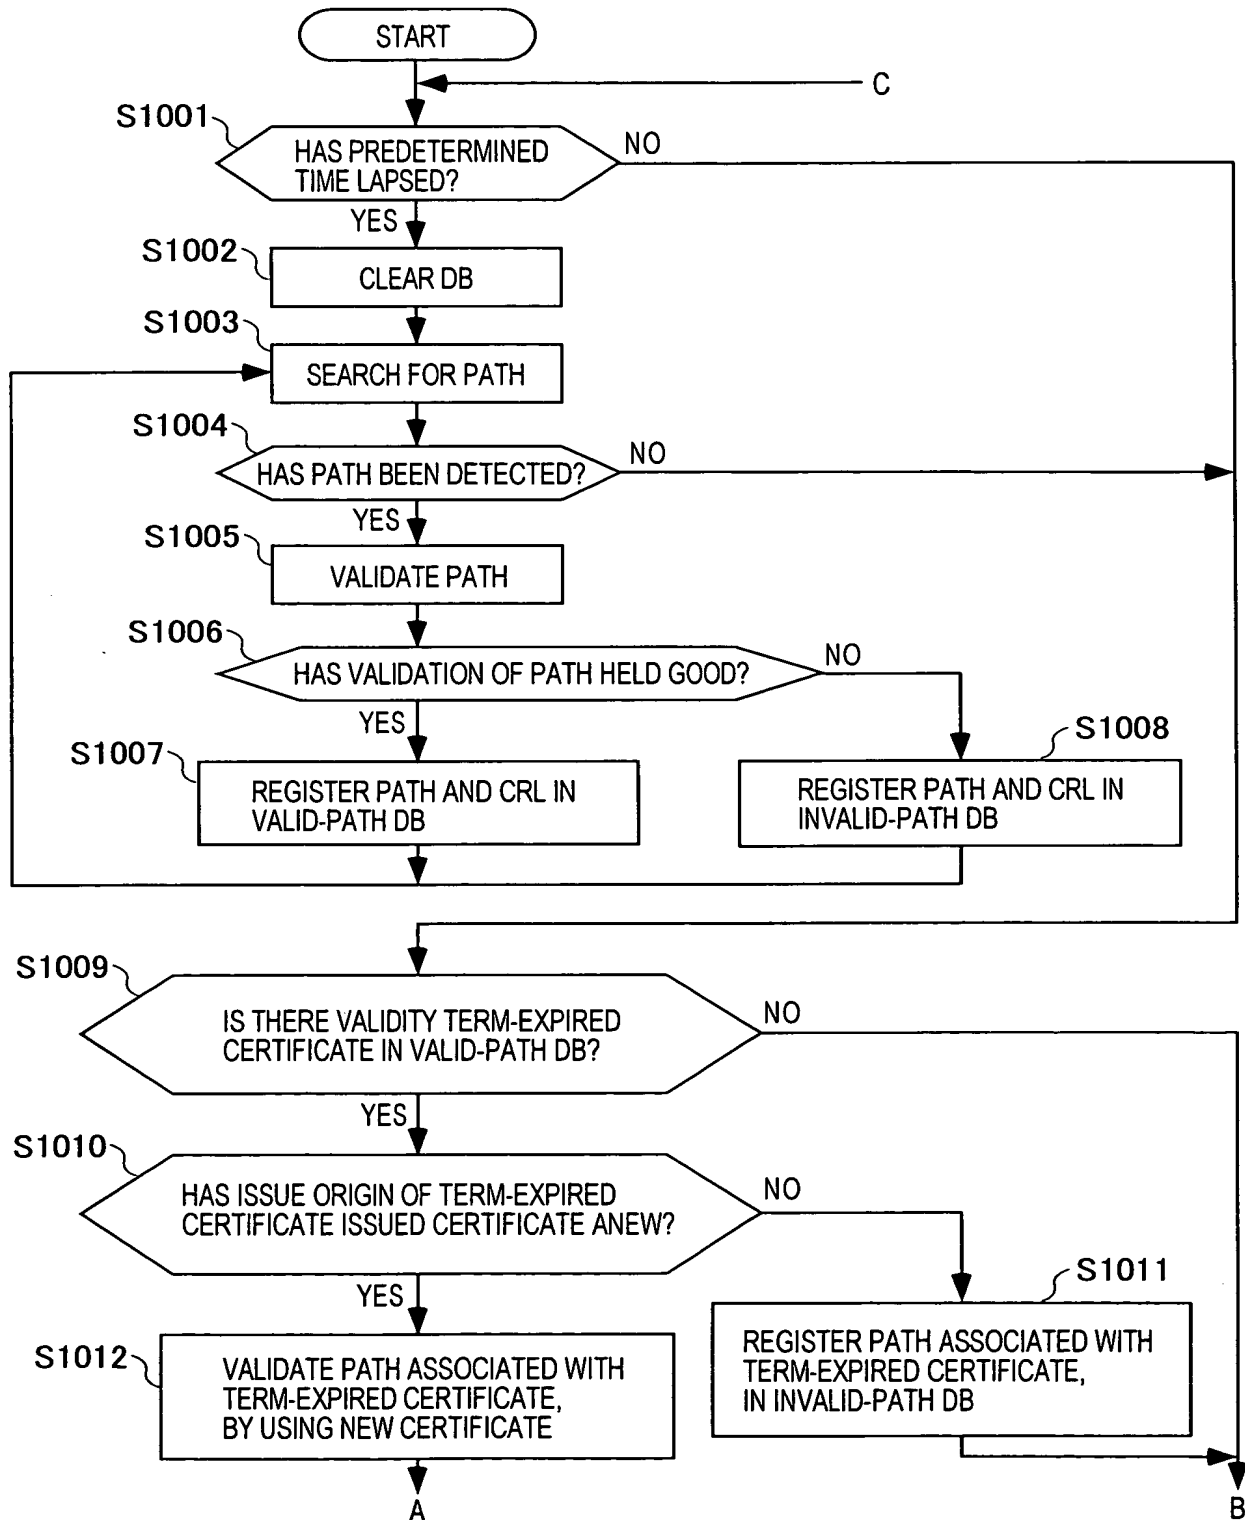 START
C
S1001
HAS PREDETERMINED
TIME LAPSED?
NO
YES
S1002
CLEAR DB
S1003
SEARCH FOR PATH
S1004
HAS PATH BEEN DETECTED?
NO
YES
S1005
VALIDATE PATH
S1006
HAS VALIDATION OF PATH HELD GOOD?
NO
YES
S1007
REGISTER PATH AND CRL IN
VALID-PATH DB
S1008
REGISTER PATH AND CRL IN
INVALID-PATH DB
S1009
IS THERE VALIDITY TERM-EXPIRED
CERTIFICATE IN VALID-PATH DB?
NO
YES
S1010
HAS ISSUE ORIGIN OF TERM-EXPIRED
CERTIFICATE ISSUED CERTIFICATE ANEW?
NO
YES
S1011
REGISTER PATH ASSOCIATED WITH
TERM-EXPIRED CERTIFICATE,
IN INVALID-PATH DB
S1012
VALIDATE PATH ASSOCIATED WITH
TERM-EXPIRED CERTIFICATE,
BY USING NEW CERTIFICATE
A
B